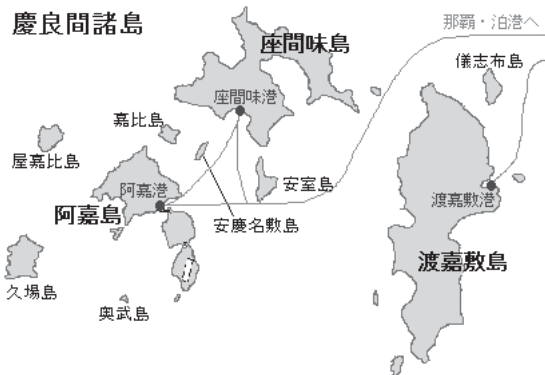 慶良間諸島
座間味島
那覇・泊港へ
儀志布島
座間味港
嘉比島
屋嘉比島
阿嘉港
安室島
渡嘉敷港
阿嘉島
安慶名敷島
渡嘉敷島
久場島
奥武島